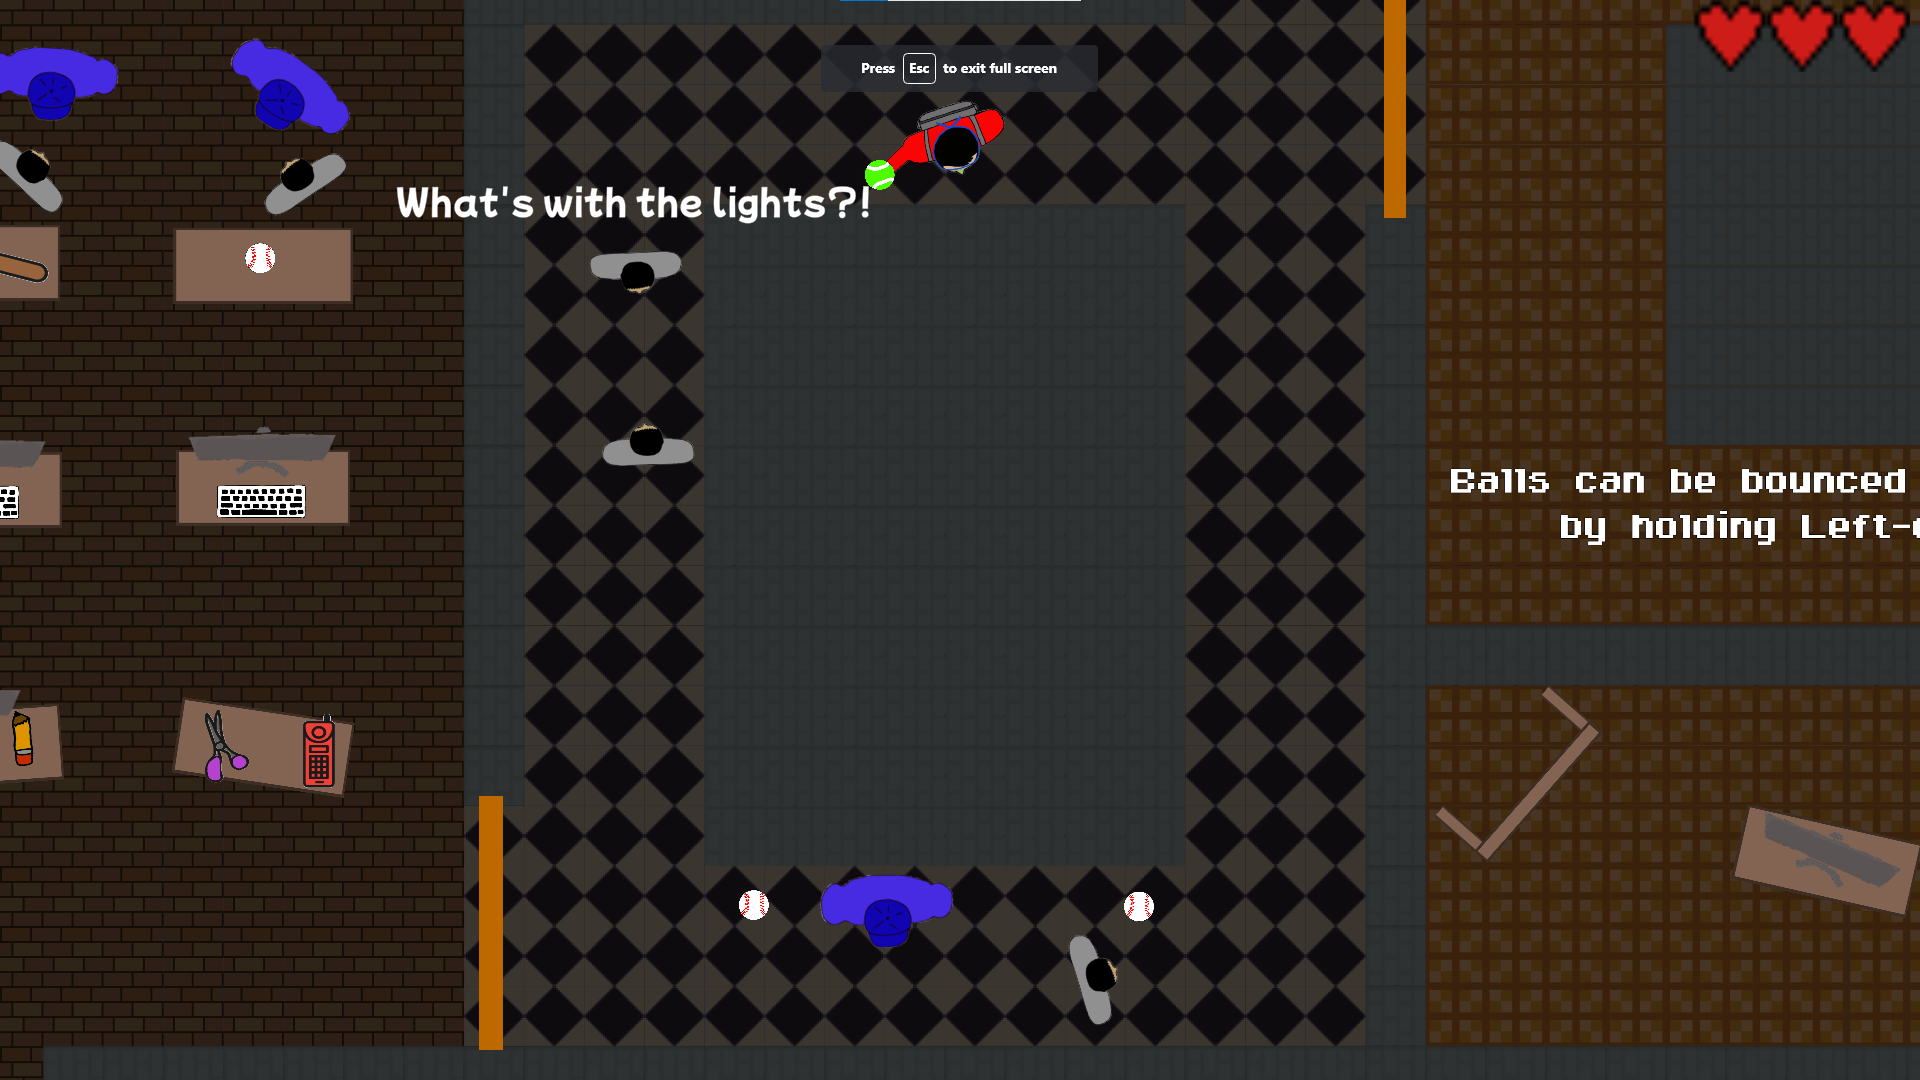 Press Esc to exit full screen
What's with the lights?!
Balls can be bounced
by holding